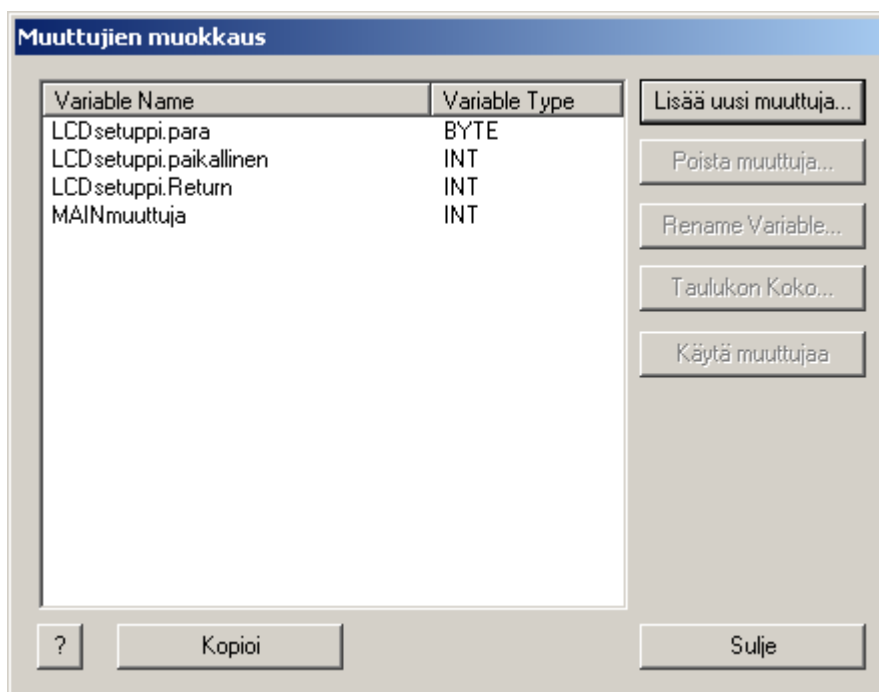 Muuttujien muokkaus
Variable Name Variable Type
LCDsetuppi.para BYTE
LCDsetuppi.paikallinen INT
LCDsetuppi.Return INT
MAINmuuttuja INT
Lisää uusi muuttuja...
Poista muuttuja...
Rename Variable...
Taulukon Koko...
Käytä muuttujaa
? Kopioi Sulje